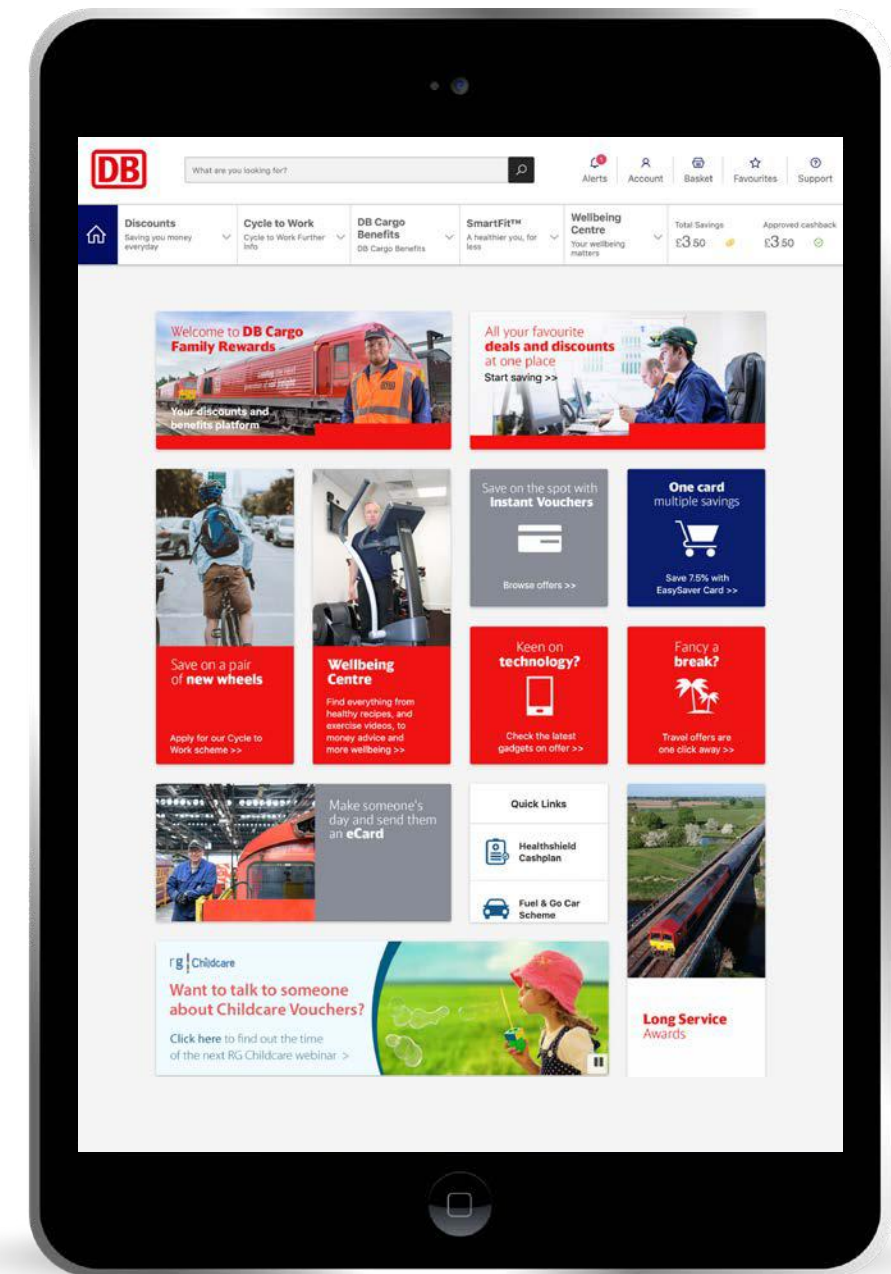 DB
What are you looking for?
1
Alerts
Account
Basket
Favourites
Support
Discounts
Saving you money
everyday
Cycle to Work
Cycle to Work Further
Info
DB Cargo
Benefits
DB Cargo Benefits
SmartFit™
A healthier you, for
less
Wellbeing
Centre
Your wellbeing
matters
Total Savings
£3.50
Approved cashback
£3.50
Welcome to DB Cargo
Family Rewards
Your discounts and
benefits platform
DB
All your favourite
deals and discounts
at one place
Start saving >>
Save on a pair
of new wheels
Apply for our Cycle to
Work scheme >>
Wellbeing
Centre
Find everything from
healthy recipes, and
exercise videos, to
money advice and
more wellbeing >>
Save on the spot with
Instant Vouchers
Browse offers >>
One card
multiple savings
Save 7.5% with
EasySaver Card >>
Keen on
technology?
Check the latest
gadgets on offer >>
Fancy a
break?
Travel offers are
one click away >>
Make someone's
day and send them
an eCard
Quick Links
Healthshield
Cashplan
Fuel & Go Car
Scheme
rg Childcare
Want to talk to someone
about Childcare Vouchers?
Click here to find out the time
of the next RG Childcare webinar >
Long Service
Awards